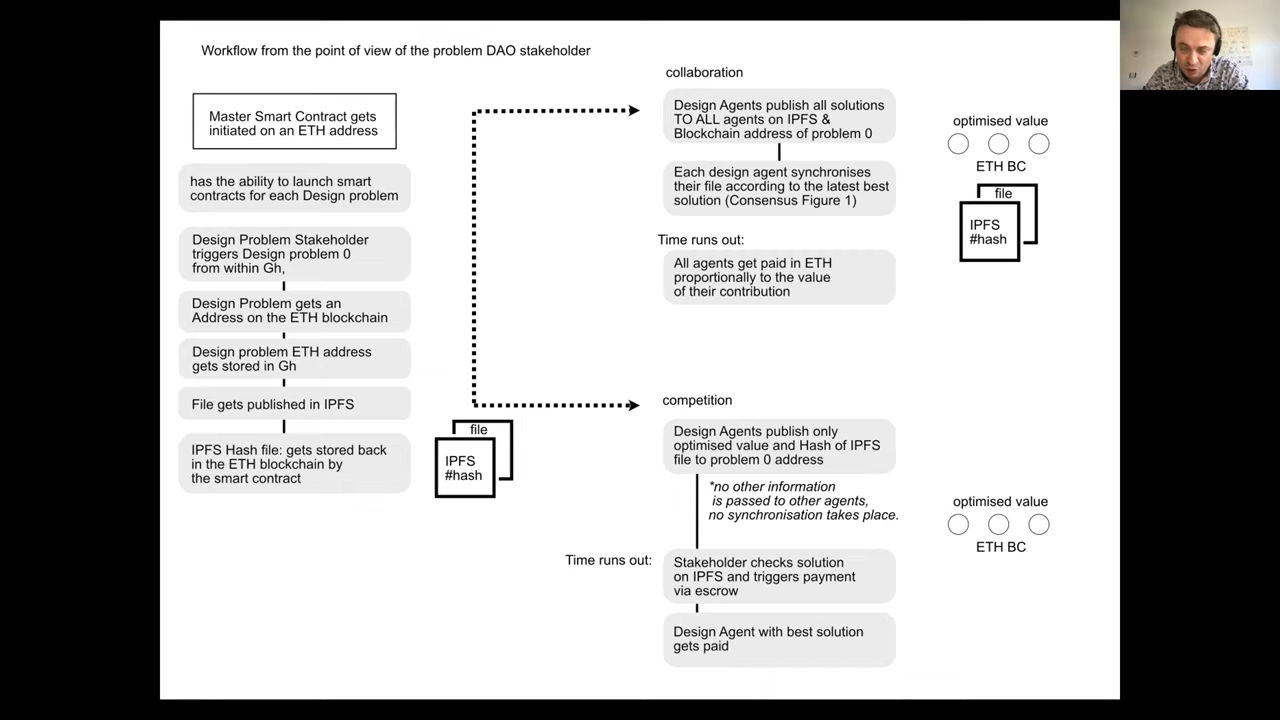 Workflow from the point of view of the problem DAO stakeholder
Master Smart Contract gets
initiated on an ETH address
has the ability to launch smart
contracts for each Design problem
Design Problem Stakeholder
triggers Design problem 0
from within Gh,
Design Problem gets an
Address on the ETH blockchain
Design problem ETH address
gets stored in Gh
File gets published in IPFS
IPFS Hash file: gets stored back
in the ETH blockchain by
the smart contract
file
IPFS
#hash
collaboration
Design Agents publish all solutions
TO ALL agents on IPFS &
Blockchain address of problem 0
Each design agent synchronises
their file according to the latest best
solution (Consensus Figure 1)
Time runs out:
All agents get paid in ETH
proportionally to the value
of their contribution
optimised value
ETH BC
file
IPFS
#hash
competition
Design Agents publish only
optimised value and Hash of IPFS
file to problem 0 address
*no other information
is passed to other agents,
no synchronisation takes place.
Time runs out:
Stakeholder checks solution
on IPFS and triggers payment
via escrow
Design Agent with best solution
gets paid
optimised value
ETH BC